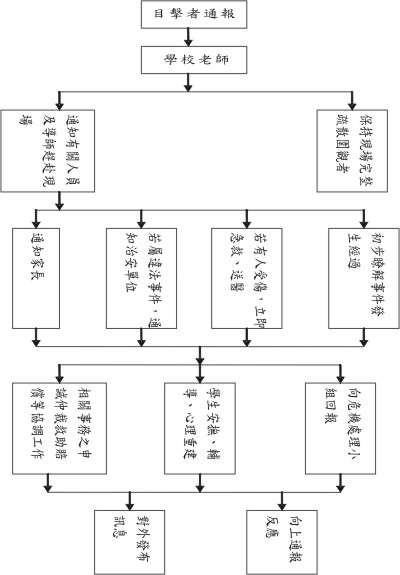 目擊者通報
學校老師
保持現場完整
疏散圍觀者
通知有關人員
及導師趕赴現
場
初步瞭解事件發
生經過
若有人受傷，立即
急救、送醫
若屬違法事件，通
知治安單位
通知家長
向危機處理小
組回報
學生安撫、輔
導、心理重建
相關事務之申
誡仲裁救助賠
償等協調工作
向上通報
反應
對外發布
訊息